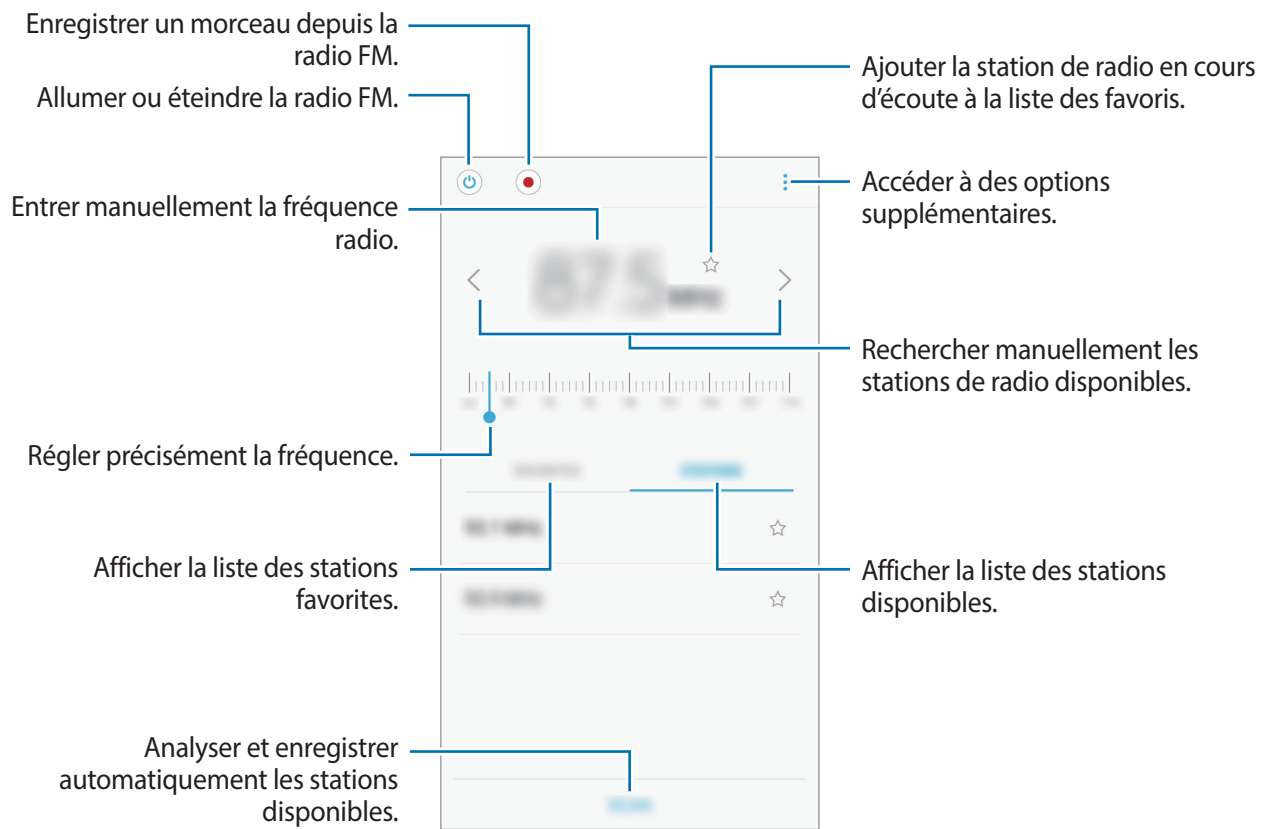 Enregistrer un morceau depuis la
radio FM.
Allumer ou éteindre la radio FM.
Entrer manuellement la fréquence
radio.
Régler précisément la fréquence.
Afficher la liste des stations
favorites.
Analyser et enregistrer
automatiquement les stations
disponibles.
87.5 MHz
Ajouter la station de radio en cours
d'écoute à la liste des favoris.
Accéder à des options
supplémentaires.
Rechercher manuellement les
stations de radio disponibles.
Afficher la liste des stations
disponibles.